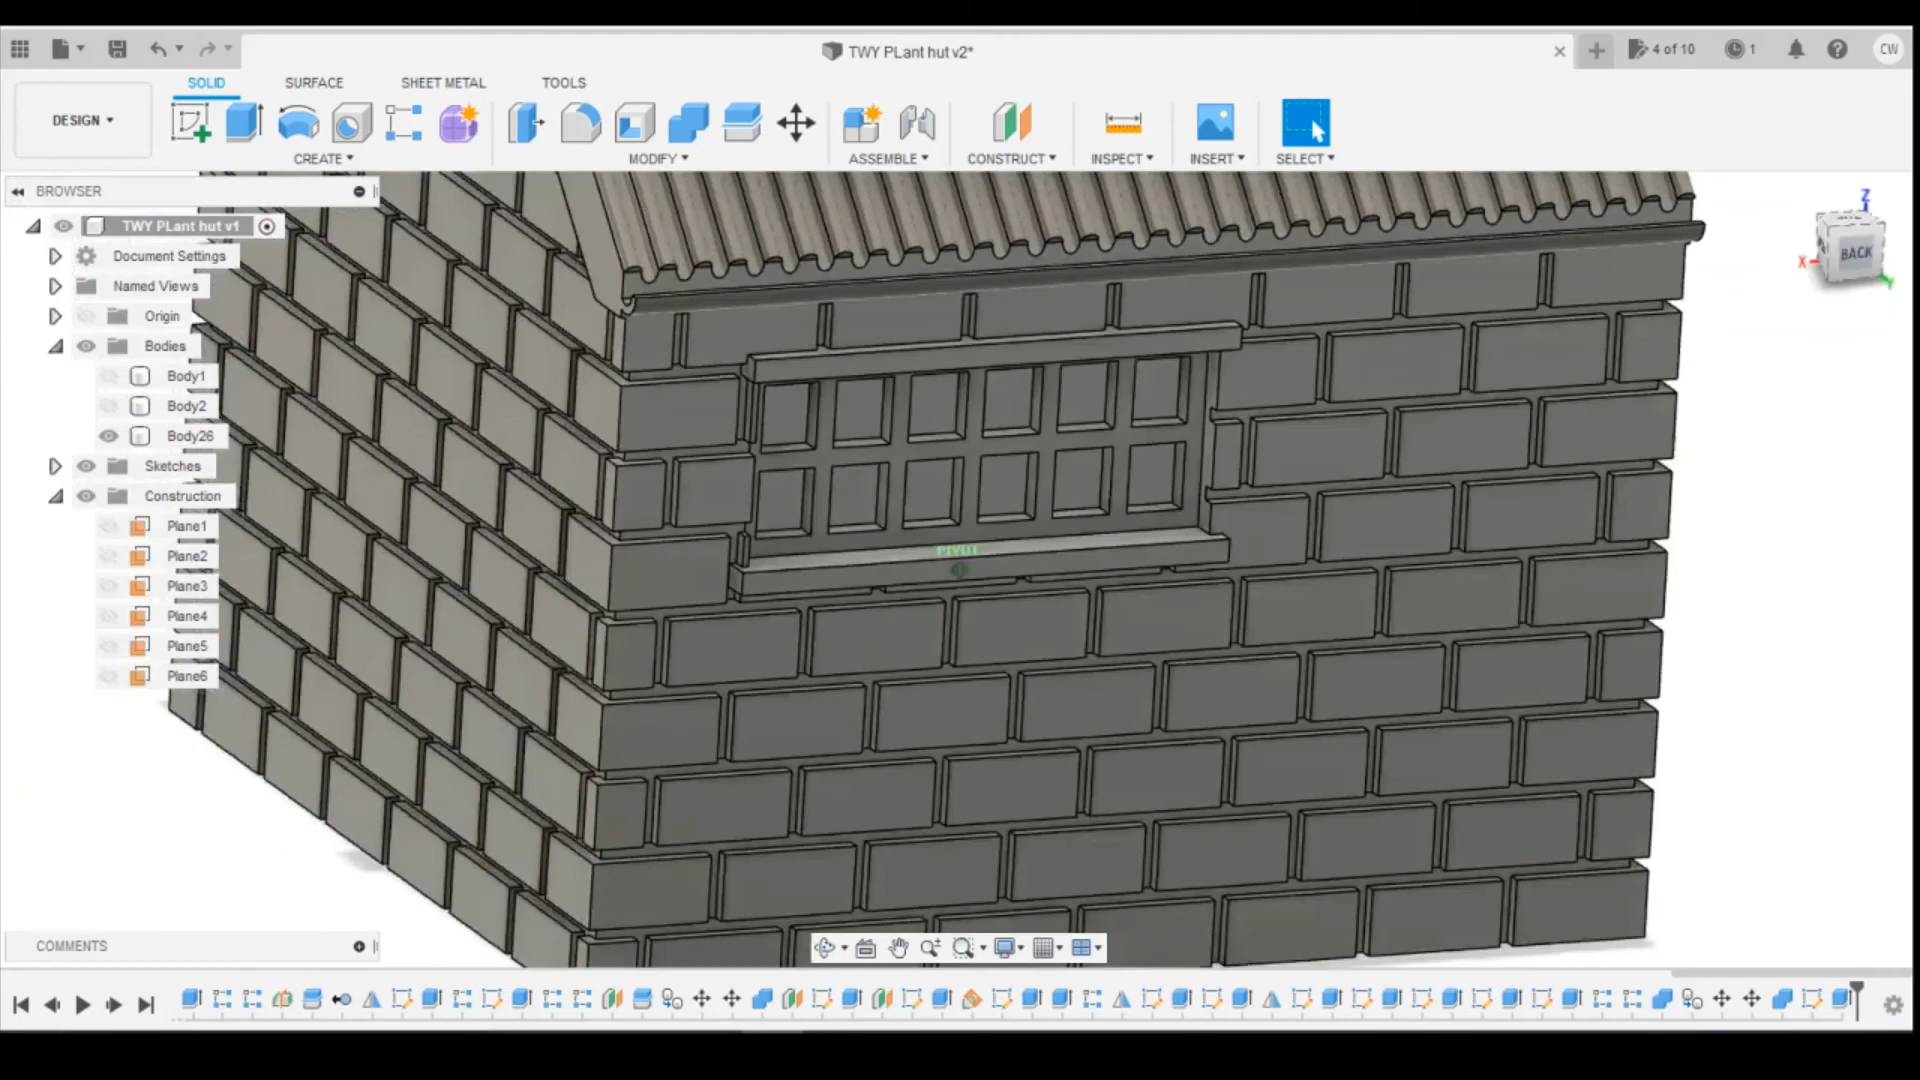 TWY PLant hut v2*
4 of 10
1
CW
SOLID
SURFACE
SHEET METAL
TOOLS
DESIGN
CREATE
MODIFY
ASSEMBLE
CONSTRUCT
INSPECT
INSERT
SELECT
BROWSER
TWY PLant hut v1
Document Settings
Named Views
Origin
Bodies
Body1
Body2
Body26
Sketches
Construction
Plane1
Plane2
Plane3
Plane4
Plane5
Plane6
Z
X
Y
BACK
PIVOT
COMMENTS